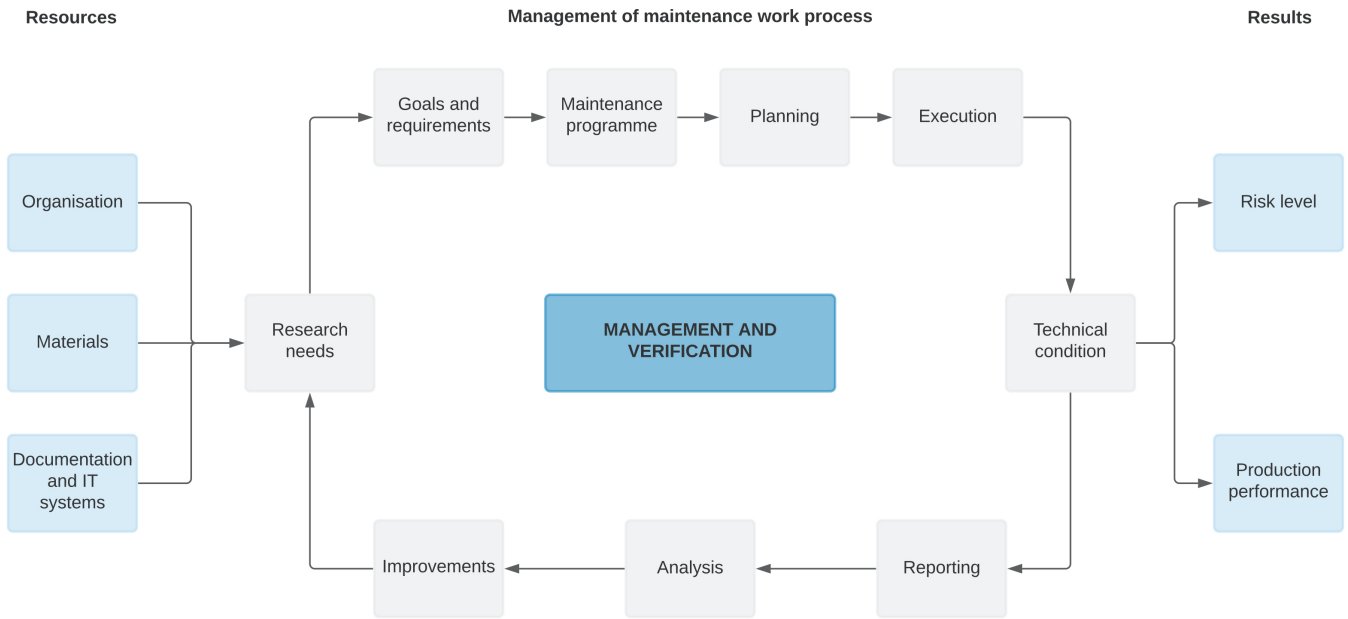 Resources
Management of maintenance work process
Results
Goals and
requirements
Maintenance
programme
Planning
Execution
Organisation
Risk level
Materials
Research
needs
MANAGEMENT AND
VERIFICATION
Technical
condition
Documentation
and IT
systems
Production
performance
Improvements
Analysis
Reporting